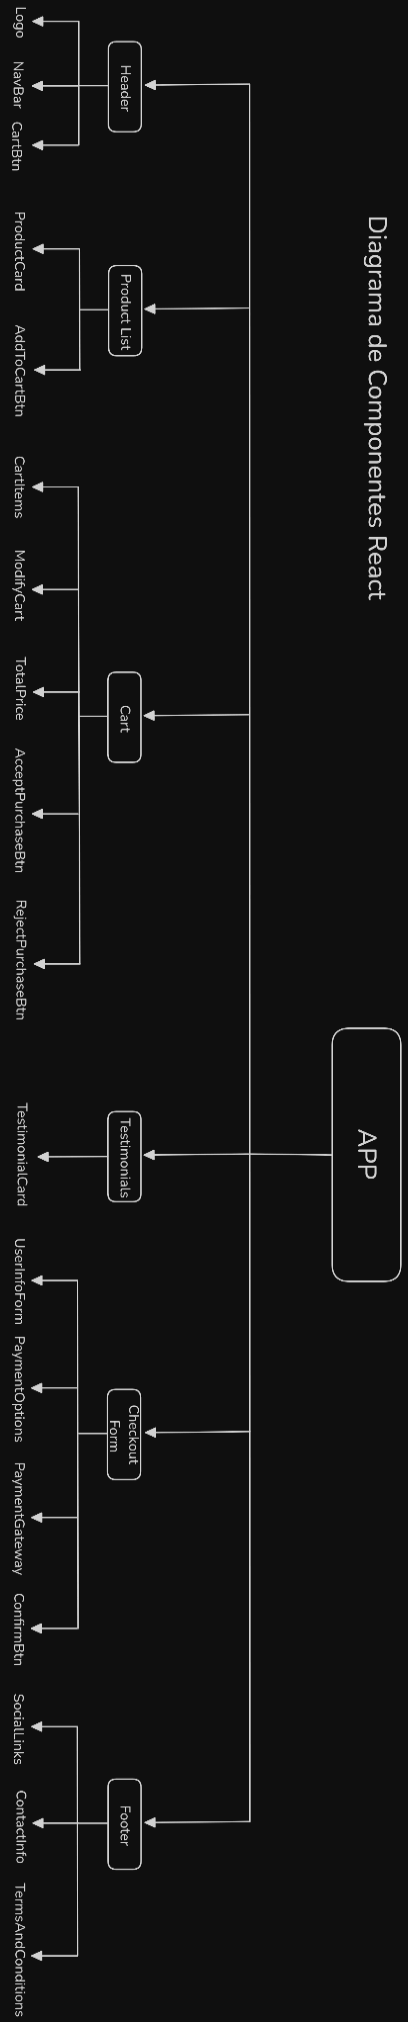 Diagrama de Componentes React
APP
Header
Product List
Cart
Testimonials
Checkout
Form
Footer
Logo
NavBar
CartBtn
ProductCard
AddToCartBtn
CartItems
ModifyCart
TotalPrice
AcceptPurchaseBtn
RejectPurchaseBtn
TestimonialCard
UserInfoForm
PaymentOptions
PaymentGateway
ConfirmBtn
SocialLinks
ContactInfo
TermsAndConditions